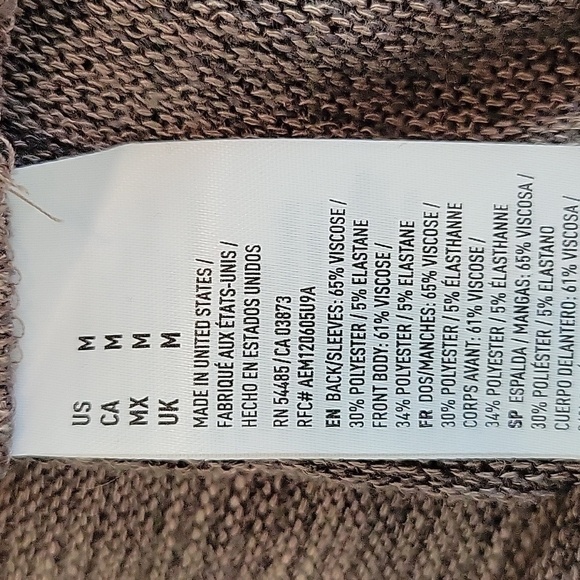 US M
CA M
MX M
UK M
MADE IN UNITED STATES /
FABRIQUÉ AUX ÉTATS-UNIS /
HECHO EN ESTADOS UNIDOS
RN 54485 / CA 03873
RFC# AEM120605U9A
EN BACK/SLEEVES: 65% VISCOSE /
30% POLYESTER / 5% ELASTANE
FRONT BODY: 61% VISCOSE /
34% POLYESTER / 5% ELASTANE
FR DOS/MANCHES: 65% VISCOSE /
30% POLYESTER / 5% ÉLASTHANNE
CORPS AVANT: 61% VISCOSE /
34% POLYESTER / 5% ÉLASTHANNE
SP ESPALDA / MANGAS: 65% VISCOSA /
30% POLIÉSTER / 5% ELASTANO
CUERPO DELANTERO: 61% VISCOSA /